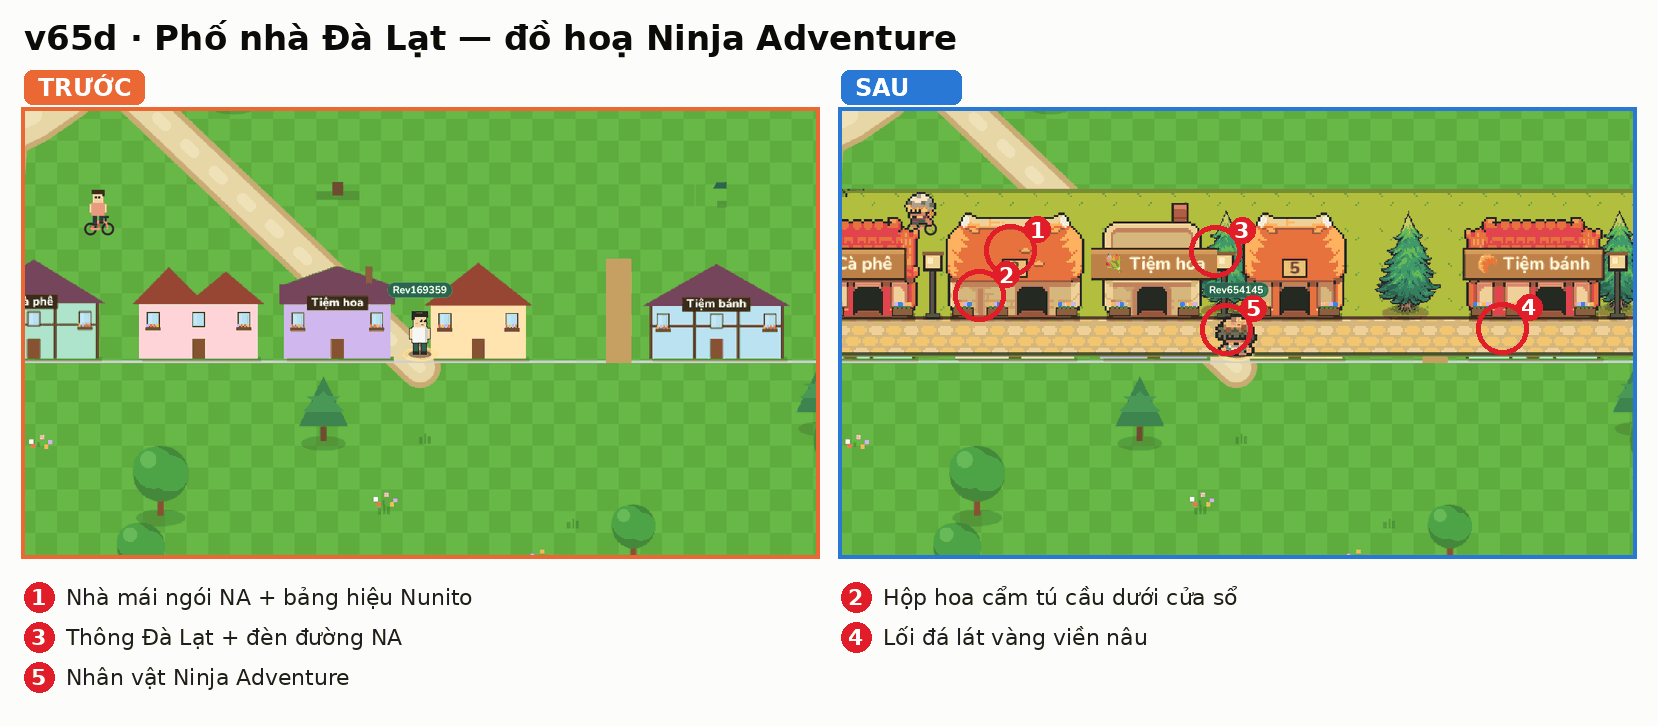 v65d · Phố nhà Đà Lạt — đồ hoạ Ninja Adventure
TRƯỚC
SAU
à phê
Tiệm hoa
Rev169359
Tiệm bánh
Cà phê
1
2
Tiệm hoa
3
5
Tiệm bánh
Rev654145
5
4
1 Nhà mái ngói NA + bảng hiệu Nunito
2 Hộp hoa cẩm tú cầu dưới cửa sổ
3 Thông Đà Lạt + đèn đường NA
4 Lối đá lát vàng viền nâu
5 Nhân vật Ninja Adventure